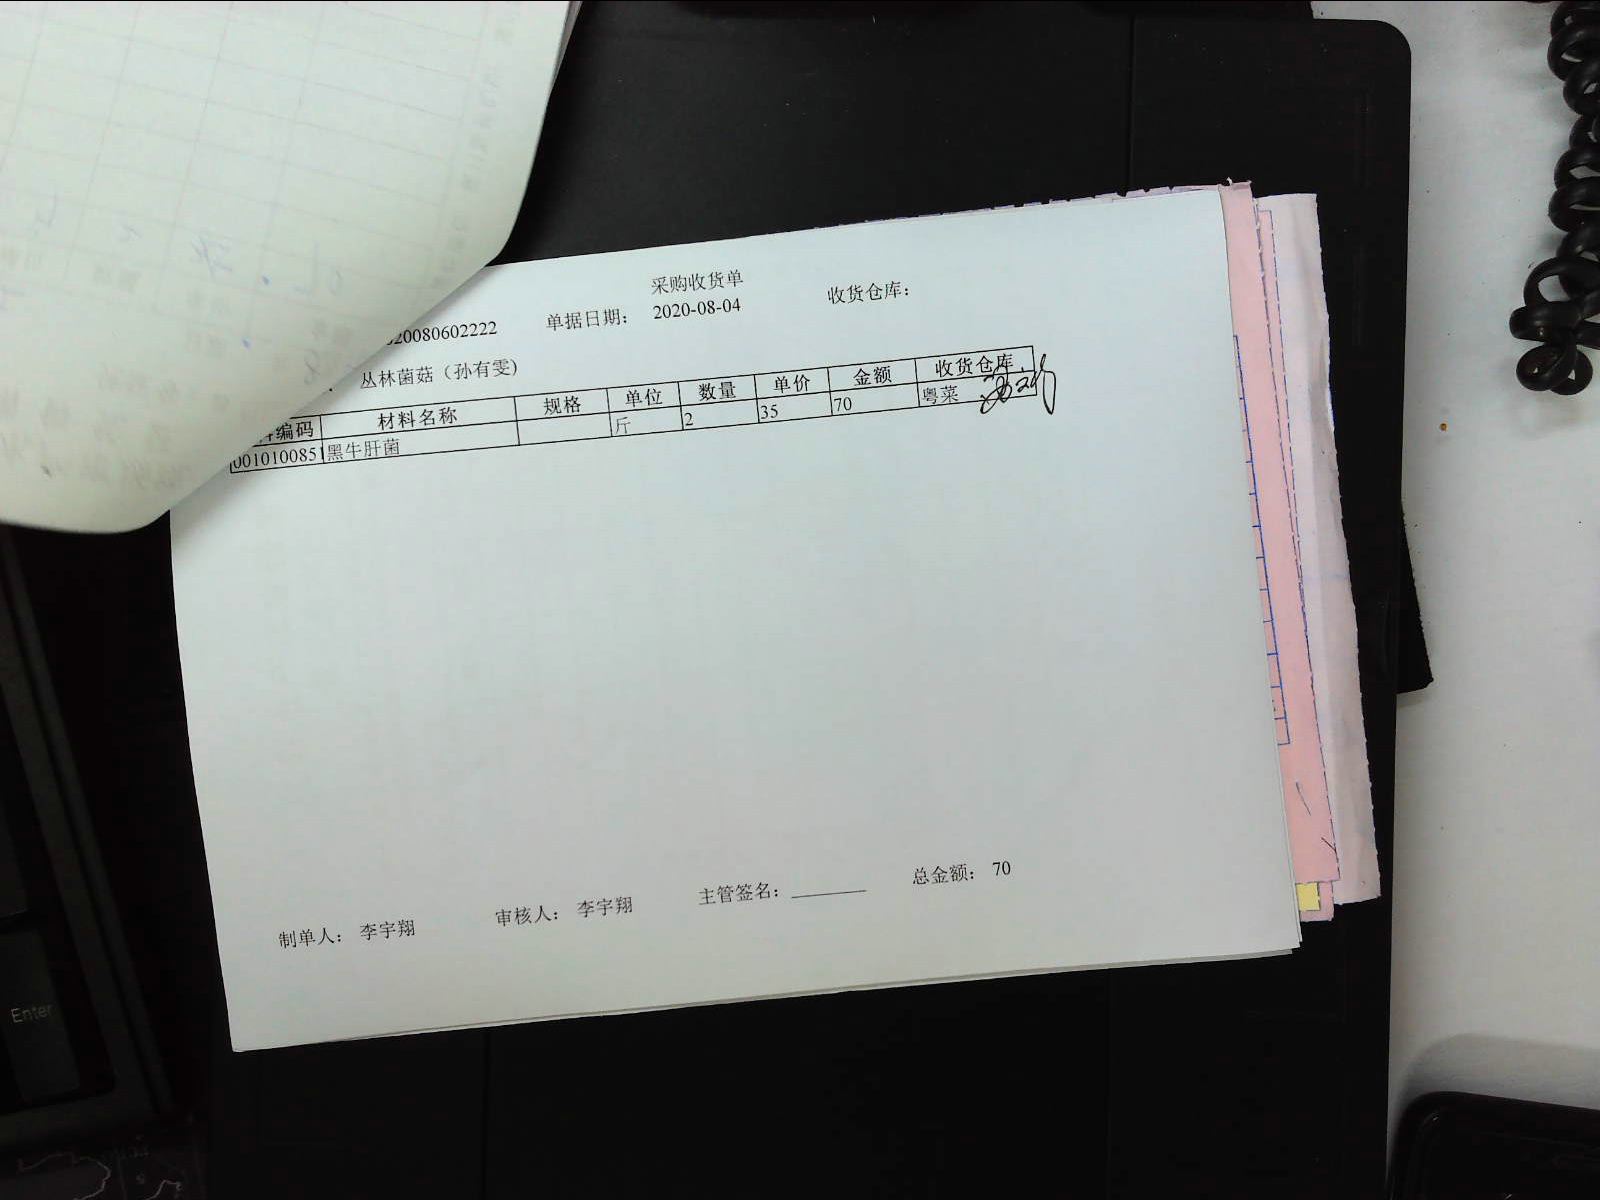 采购收货单
20080602222 单据日期： 2020-08-04 收货仓库：
丛林菌菇（孙有雯）
编码 材料名称 规格 单位 数量 单价 金额 收货仓库
0010100851 黑牛肝菌 斤 2 35 70 粤菜
制单人： 李宇翔 审核人： 李宇翔 主管签名： 总金额： 70
Enter